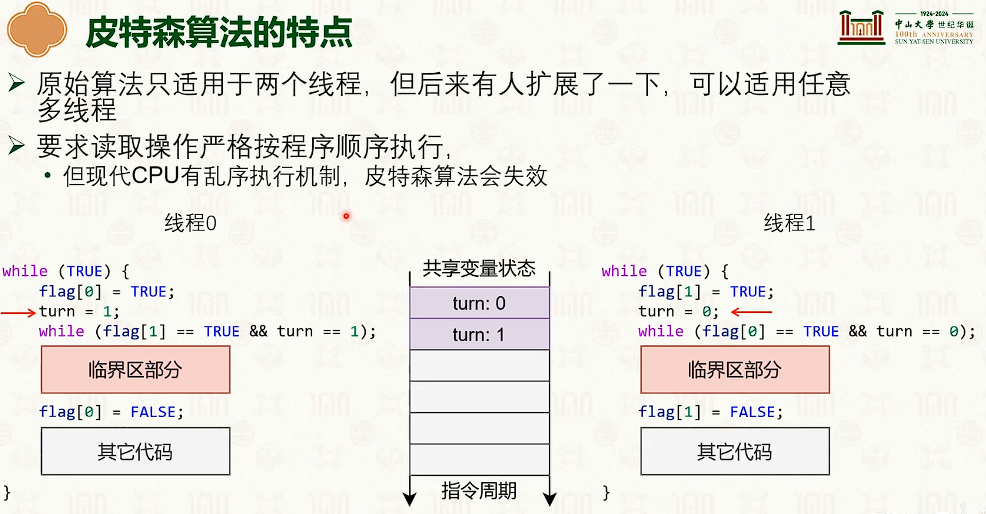 皮特森算法的特点
1924-2024
中山大學 世纪华诞
100th ANNIVERSARY
SUN YAT-SEN UNIVERSITY
原始算法只适用于两个线程，但后来有人扩展了一下，可以适用任意
多线程
要求读取操作严格按程序顺序执行，
但现代CPU有乱序执行机制，皮特森算法会失效
线程0
while (TRUE) {
flag[0] = TRUE;
turn = 1;
while (flag[1] == TRUE && turn == 1);
临界区部分
flag[0] = FALSE;
其它代码
}
共享变量状态
turn: 0
turn: 1
指令周期
线程1
while (TRUE) {
flag[1] = TRUE;
turn = 0;
while (flag[0] == TRUE && turn == 0);
临界区部分
flag[1] = FALSE;
其它代码
}